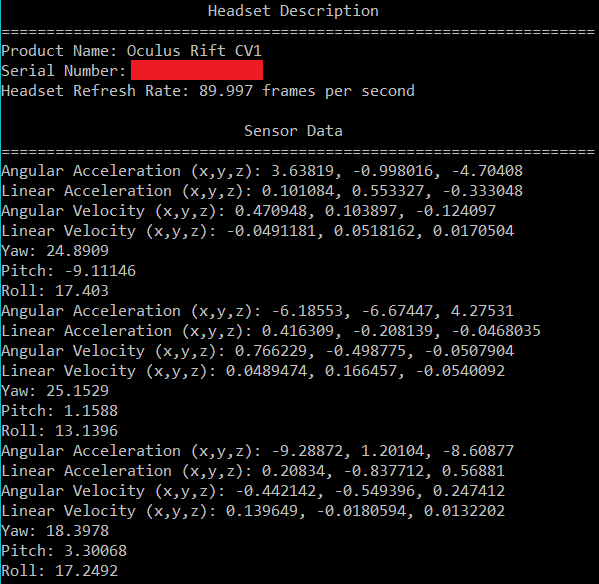 Headset Description
==================================================================
Product Name: Oculus Rift CV1
Serial Number:
Headset Refresh Rate: 89.997 frames per second
Sensor Data
==================================================================
Angular Acceleration (x,y,z): 3.63819, -0.998016, -4.70408
Linear Acceleration (x,y,z): 0.101084, 0.553327, -0.333048
Angular Velocity (x,y,z): 0.470948, 0.103897, -0.124097
Linear Velocity (x,y,z): -0.0491181, 0.0518162, 0.0170504
Yaw: 24.8909
Pitch: -9.11146
Roll: 17.403
Angular Acceleration (x,y,z): -6.18553, -6.67447, 4.27531
Linear Acceleration (x,y,z): 0.416309, -0.208139, -0.0468035
Angular Velocity (x,y,z): 0.766229, -0.498775, -0.0507904
Linear Velocity (x,y,z): 0.0489474, 0.166457, -0.0540092
Yaw: 25.1529
Pitch: 1.1588
Roll: 13.1396
Angular Acceleration (x,y,z): -9.28872, 1.20104, -8.60877
Linear Acceleration (x,y,z): 0.20834, -0.837712, 0.56881
Angular Velocity (x,y,z): -0.442142, -0.549396, 0.247412
Linear Velocity (x,y,z): 0.139649, -0.0180594, 0.0132202
Yaw: 18.3978
Pitch: 3.30068
Roll: 17.2492